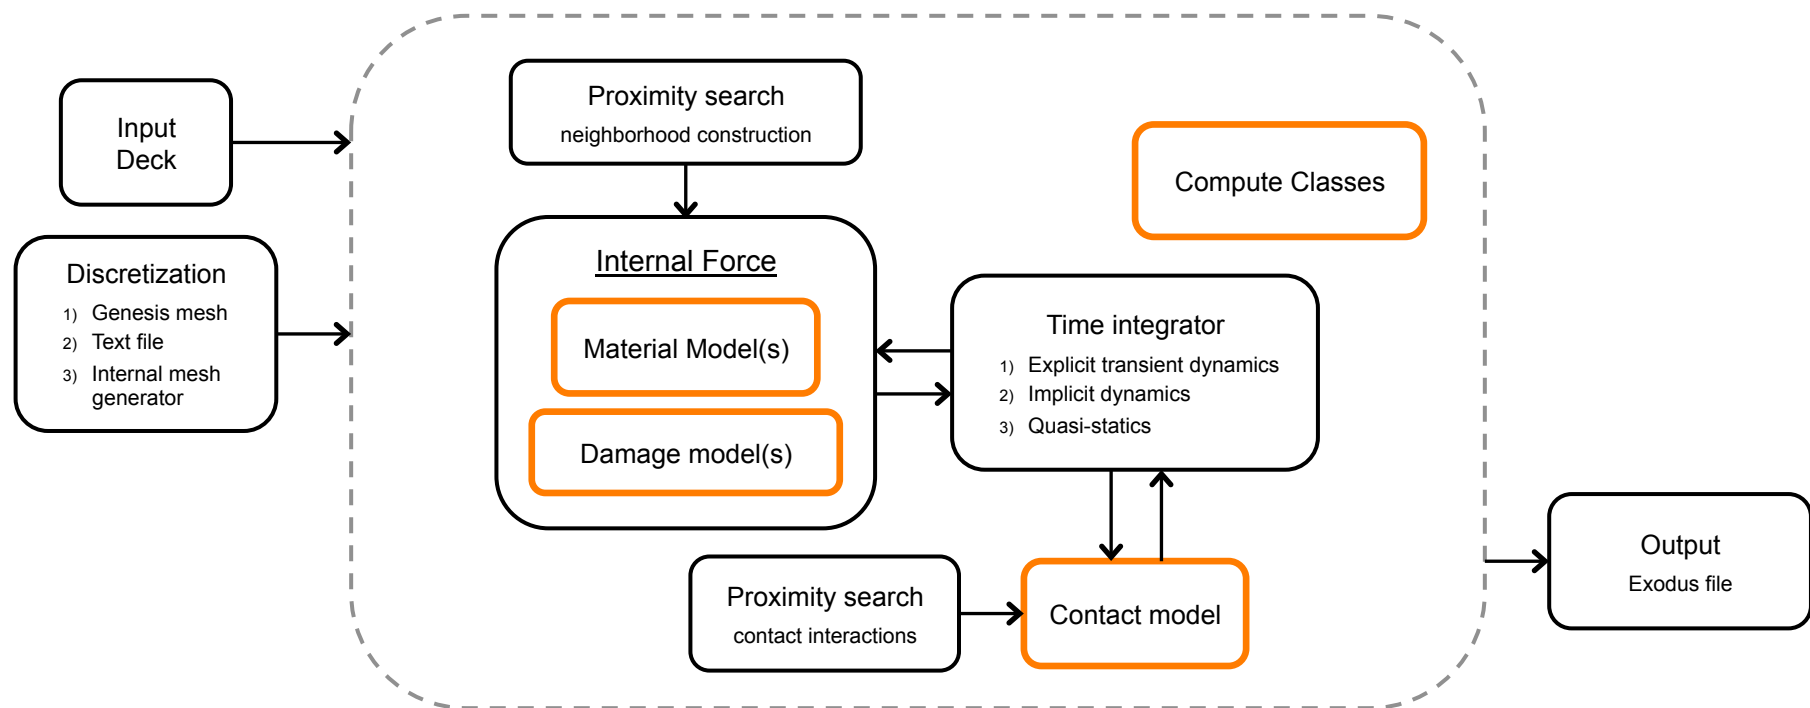 Input
Deck
Discretization
1) Genesis mesh
2) Text file
3) Internal mesh
generator
Proximity search
neighborhood construction
Internal Force
Material Model(s)
Damage model(s)
Compute Classes
Time integrator
1) Explicit transient dynamics
2) Implicit dynamics
3) Quasi-statics
Proximity search
contact interactions
Contact model
Output
Exodus file